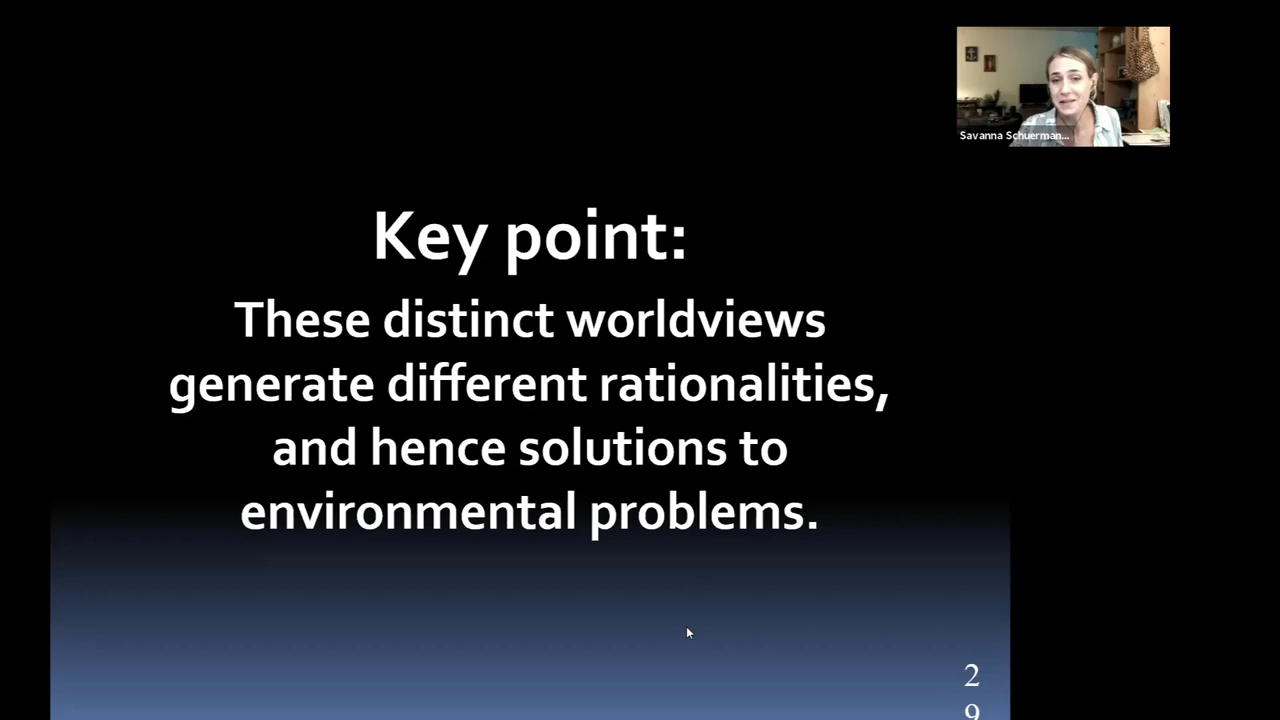 Savanna Schuerman...
Key point:
These distinct worldviews
generate different rationalities,
and hence solutions to
environmental problems.
2
9